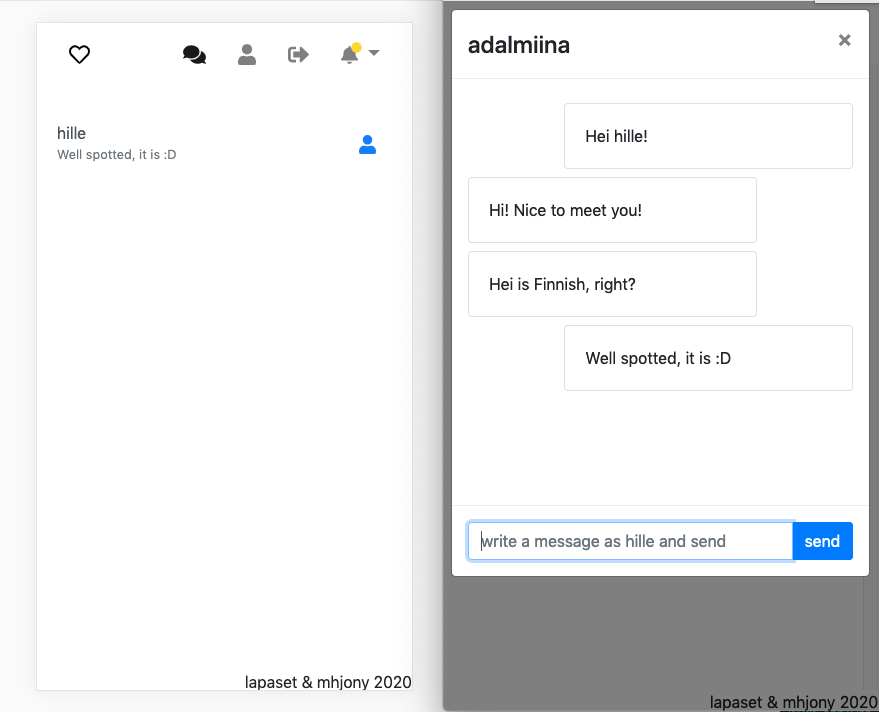 hille
Well spotted, it is :D
lapaset & mhjony 2020
adalmiina
×
Hei hille!
Hi! Nice to meet you!
Hei is Finnish, right?
Well spotted, it is :D
write a message as hille and send
send
lapaset & mhjony 2020